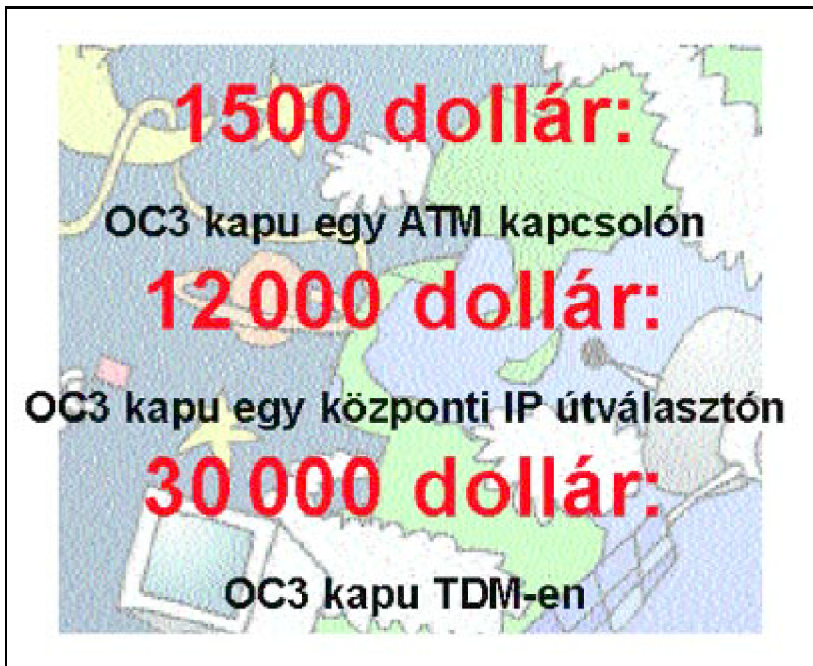 1500 dollár:
OC3 kapu egy ATM kapcsolón
12 000 dollár:
OC3 kapu egy központi IP útválasztón
30 000 dollár:
OC3 kapu TDM-en